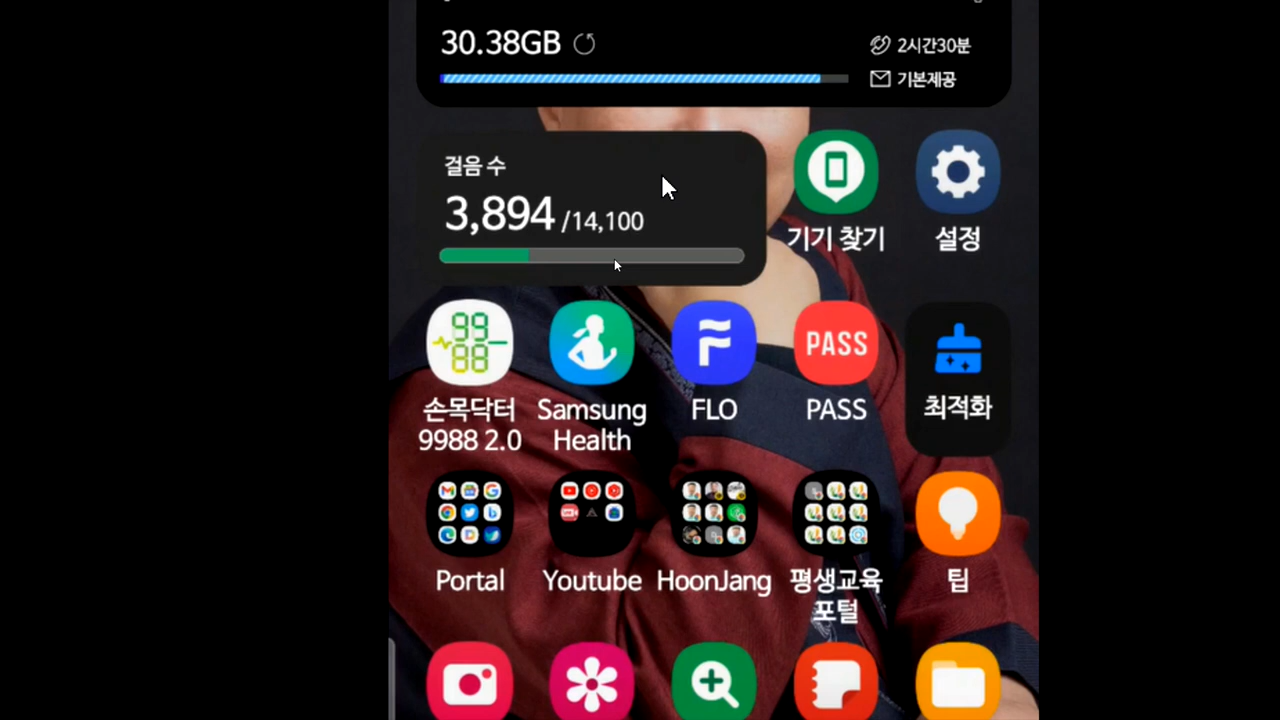 30.38GB
2시간30분
기본제공
걸음 수
3,894 /14,100
기기 찾기
설정
PASS
손목닥터
9988 2.0
Samsung
Health
FLO
PASS
최적화
Portal
Youtube
HoonJang
평생교육
포털
팁